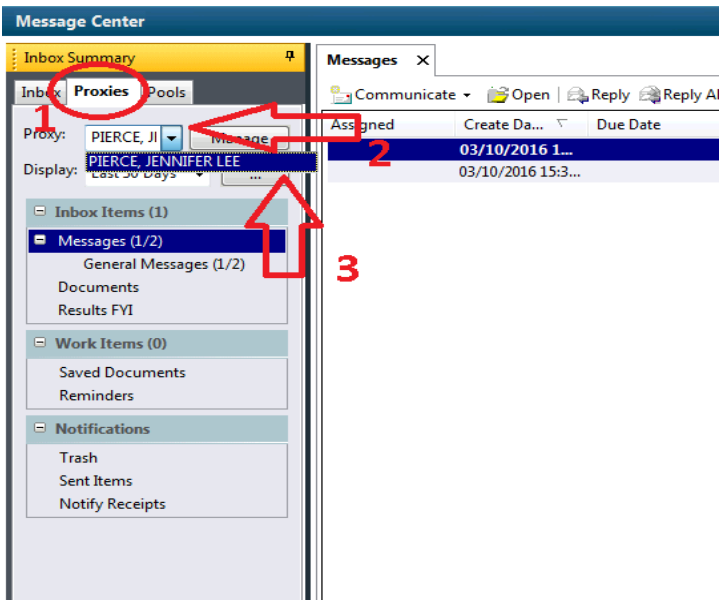 Message Center
Inbox Summary
Messages X
Inbox Proxies Pools
Communicate Open Reply Reply Al
1
Proxy: PIERCE, JI Manage
Assigned Create Da... Due Date
2
03/10/2016 1...
PIERCE, JENNIFER LEE
Display: Last 30 Days ...
03/10/2016 15:3...
Inbox Items (1)
Messages (1/2)
General Messages (1/2)
3
Documents
Results FYI
Work Items (0)
Saved Documents
Reminders
Notifications
Trash
Sent Items
Notify Receipts